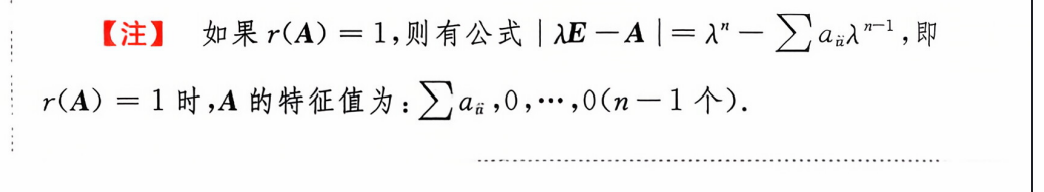 【注】 如果 r(A) = 1,则有公式 | λE − A | = λⁿ − ∑ aᵢᵢλⁿ⁻¹,即
r(A) = 1 时,A 的特征值为:∑ aᵢᵢ,0,⋯,0(n − 1 个).